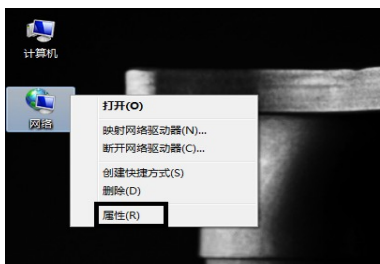 计算机
网络
打开(O)
映射网络驱动器(N)...
断开网络驱动器(C)...
创建快捷方式(S)
删除(D)
属性(R)